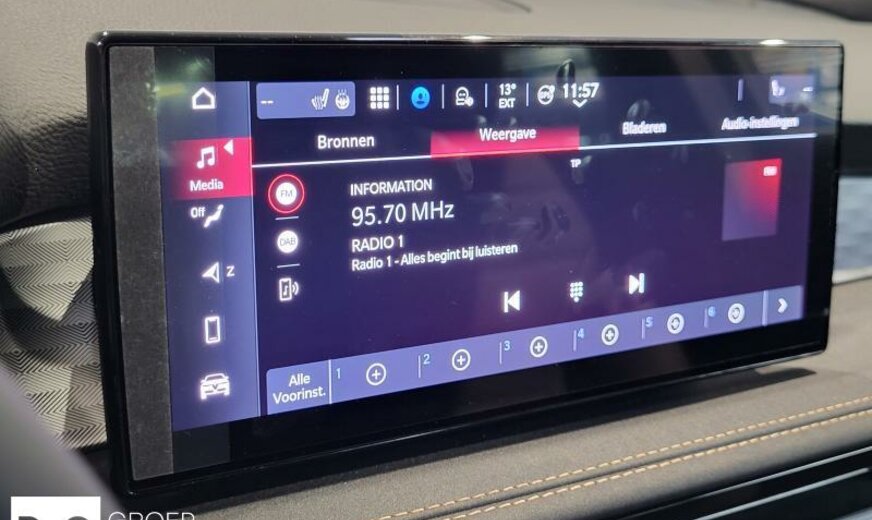 --
13°
EXT
11:57
Bronnen
Weergave
Bladeren
Audio-instellingen
TP
Media
Off
Z
FM
DAB
INFORMATION
95.70 MHz
RADIO 1
Radio 1 - Alles begint bij luisteren
Alle
Voorinst.
1
2
3
4
5
6
GROEP